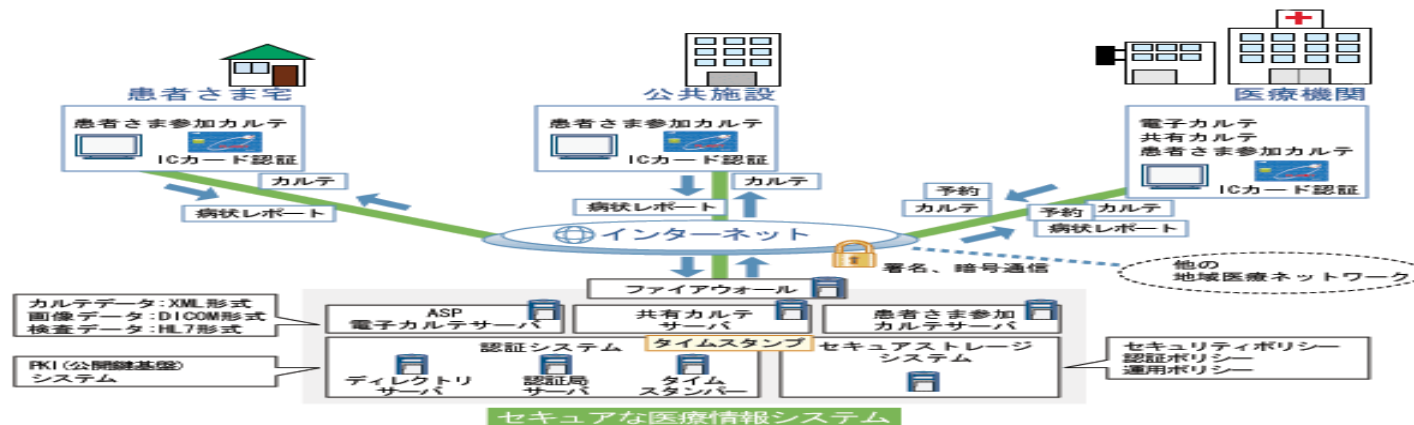 患者さま宅
公共施設
医療機関
患者さま参加カルテ
ICカード認証
患者さま参加カルテ
ICカード認証
電子カルテ
共有カルテ
患者さま参加カルテ
ICカード認証
カルテ
病状レポート
カルテ
病状レポート
予約
カルテ
予約
カルテ
病状レポート
インターネット
署名、暗号通信
他の
地域医療ネットワーク
ファイアウォール
カルテデータ:XML形式
画像データ:DICOM形式
検査データ:HL7形式
ASP
電子カルテサーバ
共有カルテ
サーバ
患者さま参加
カルテサーバ
タイムスタンプ
PKI(公開鍵基盤)
システム
認証システム
ディレクトリ
サーバ
認証局
サーバ
タイム
スタンパー
セキュアストレージ
システム
セキュリティポリシー
認証ポリシー
運用ポリシー
セキュアな医療情報システム